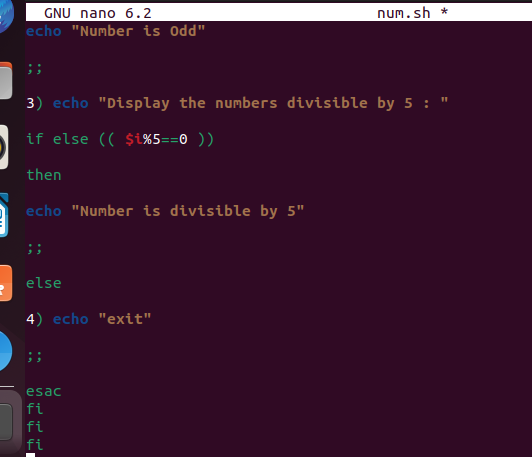 GNU nano 6.2 num.sh *
echo "Number is Odd"
;;
3) echo "Display the numbers divisible by 5 : "
if else (( $i%5==0 ))
then
echo "Number is divisible by 5"
;;
else
4) echo "exit"
;;
esac
fi
fi
fi